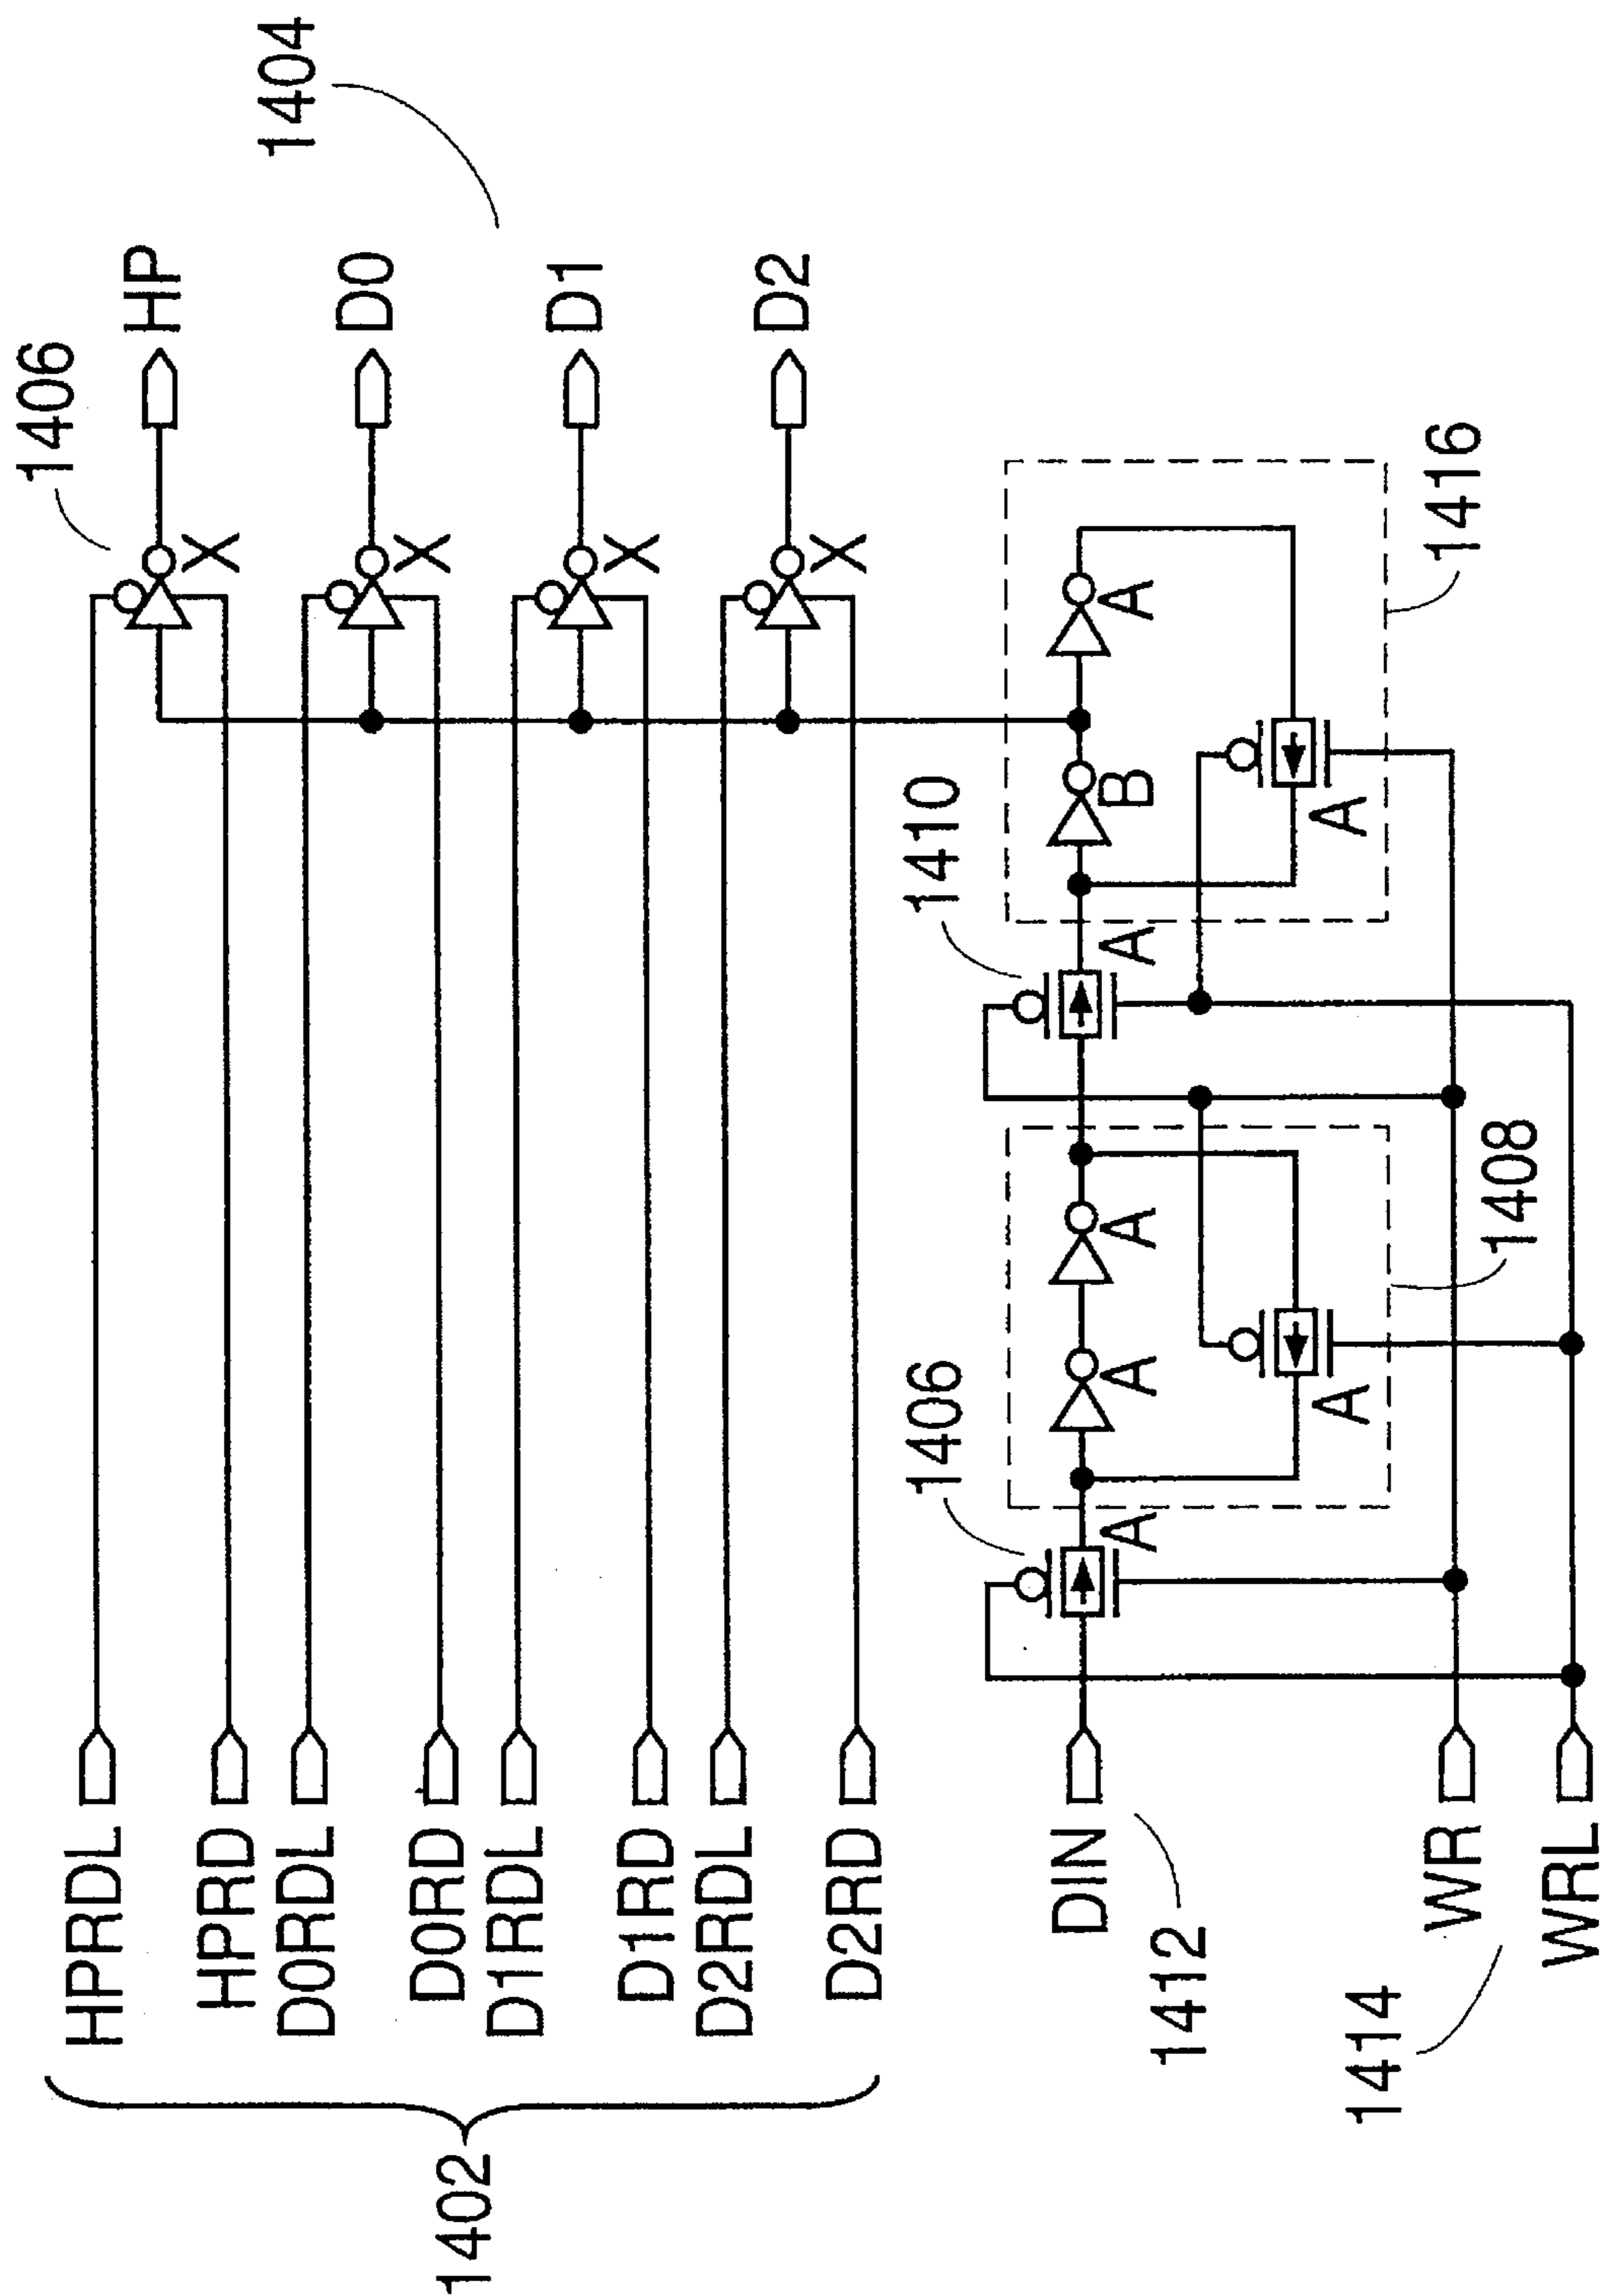 1406
HPRDL
HP
X
HPRD
1404
D0RDL
D0
X
D0RD
1402
D1RDL
D1
X
D1RD
D2RDL
D2
X
D2RD
1406
1410
DIN
A
A
A
A
B
A
1412
A
A
1414
WR
1416
1408
WRL